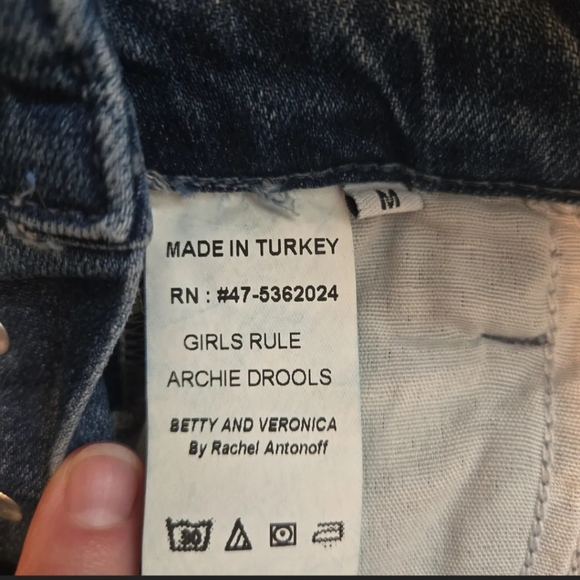 M
MADE IN TURKEY
RN : #47-5362024
GIRLS RULE
ARCHIE DROOLS
BETTY AND VERONICA
By Rachel Antonoff
30